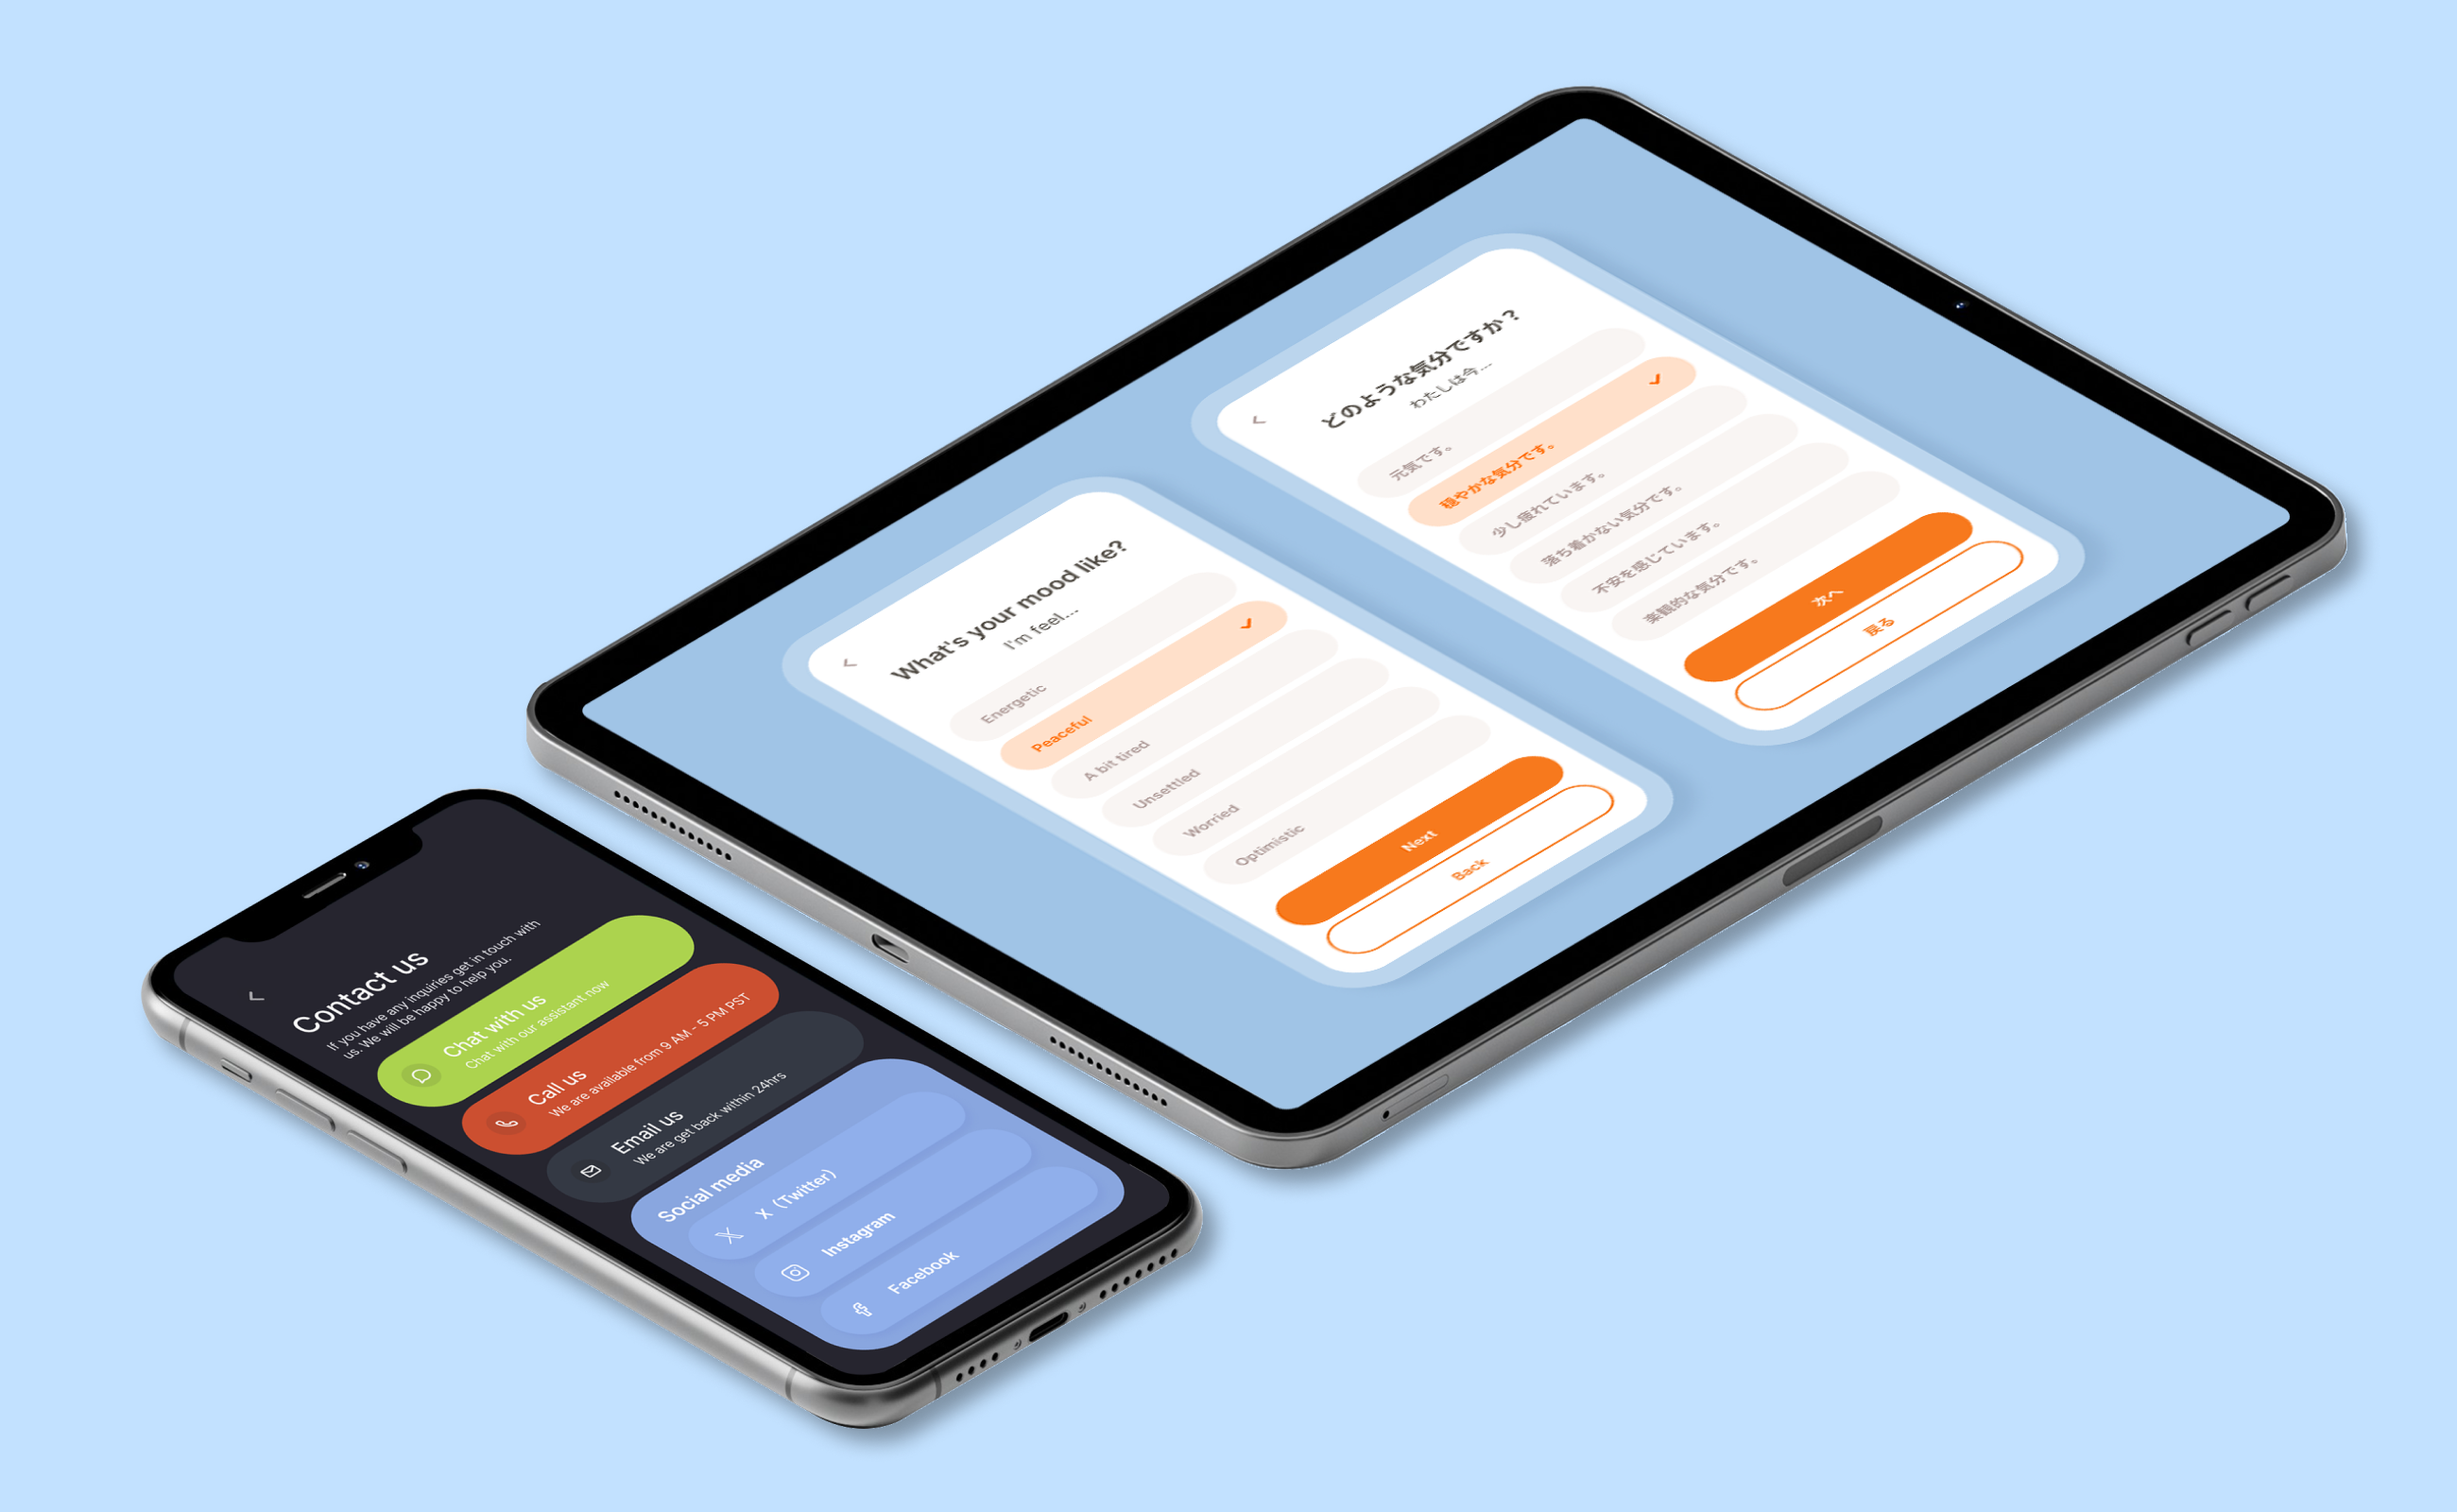 Contact us
If you have any inquiries get in touch with
us. We will be happy to help you.
Chat with us
Chat with our assistant now
Call us
We are available from 9 AM - 5 PM PST
Email us
We are get back within 24hrs
Social media
X (Twitter)
Instagram
Facebook
What's your mood like?
I'm feel...
Energetic
Peaceful
A bit tired
Unsettled
Worried
Optimistic
Next
Back
どのような気分ですか？
わたしは今...
元気です。
穏やかな気分です。
少し疲れています。
落ち着かない気分です。
不安を感じています。
楽観的な気分です。
次へ
戻る